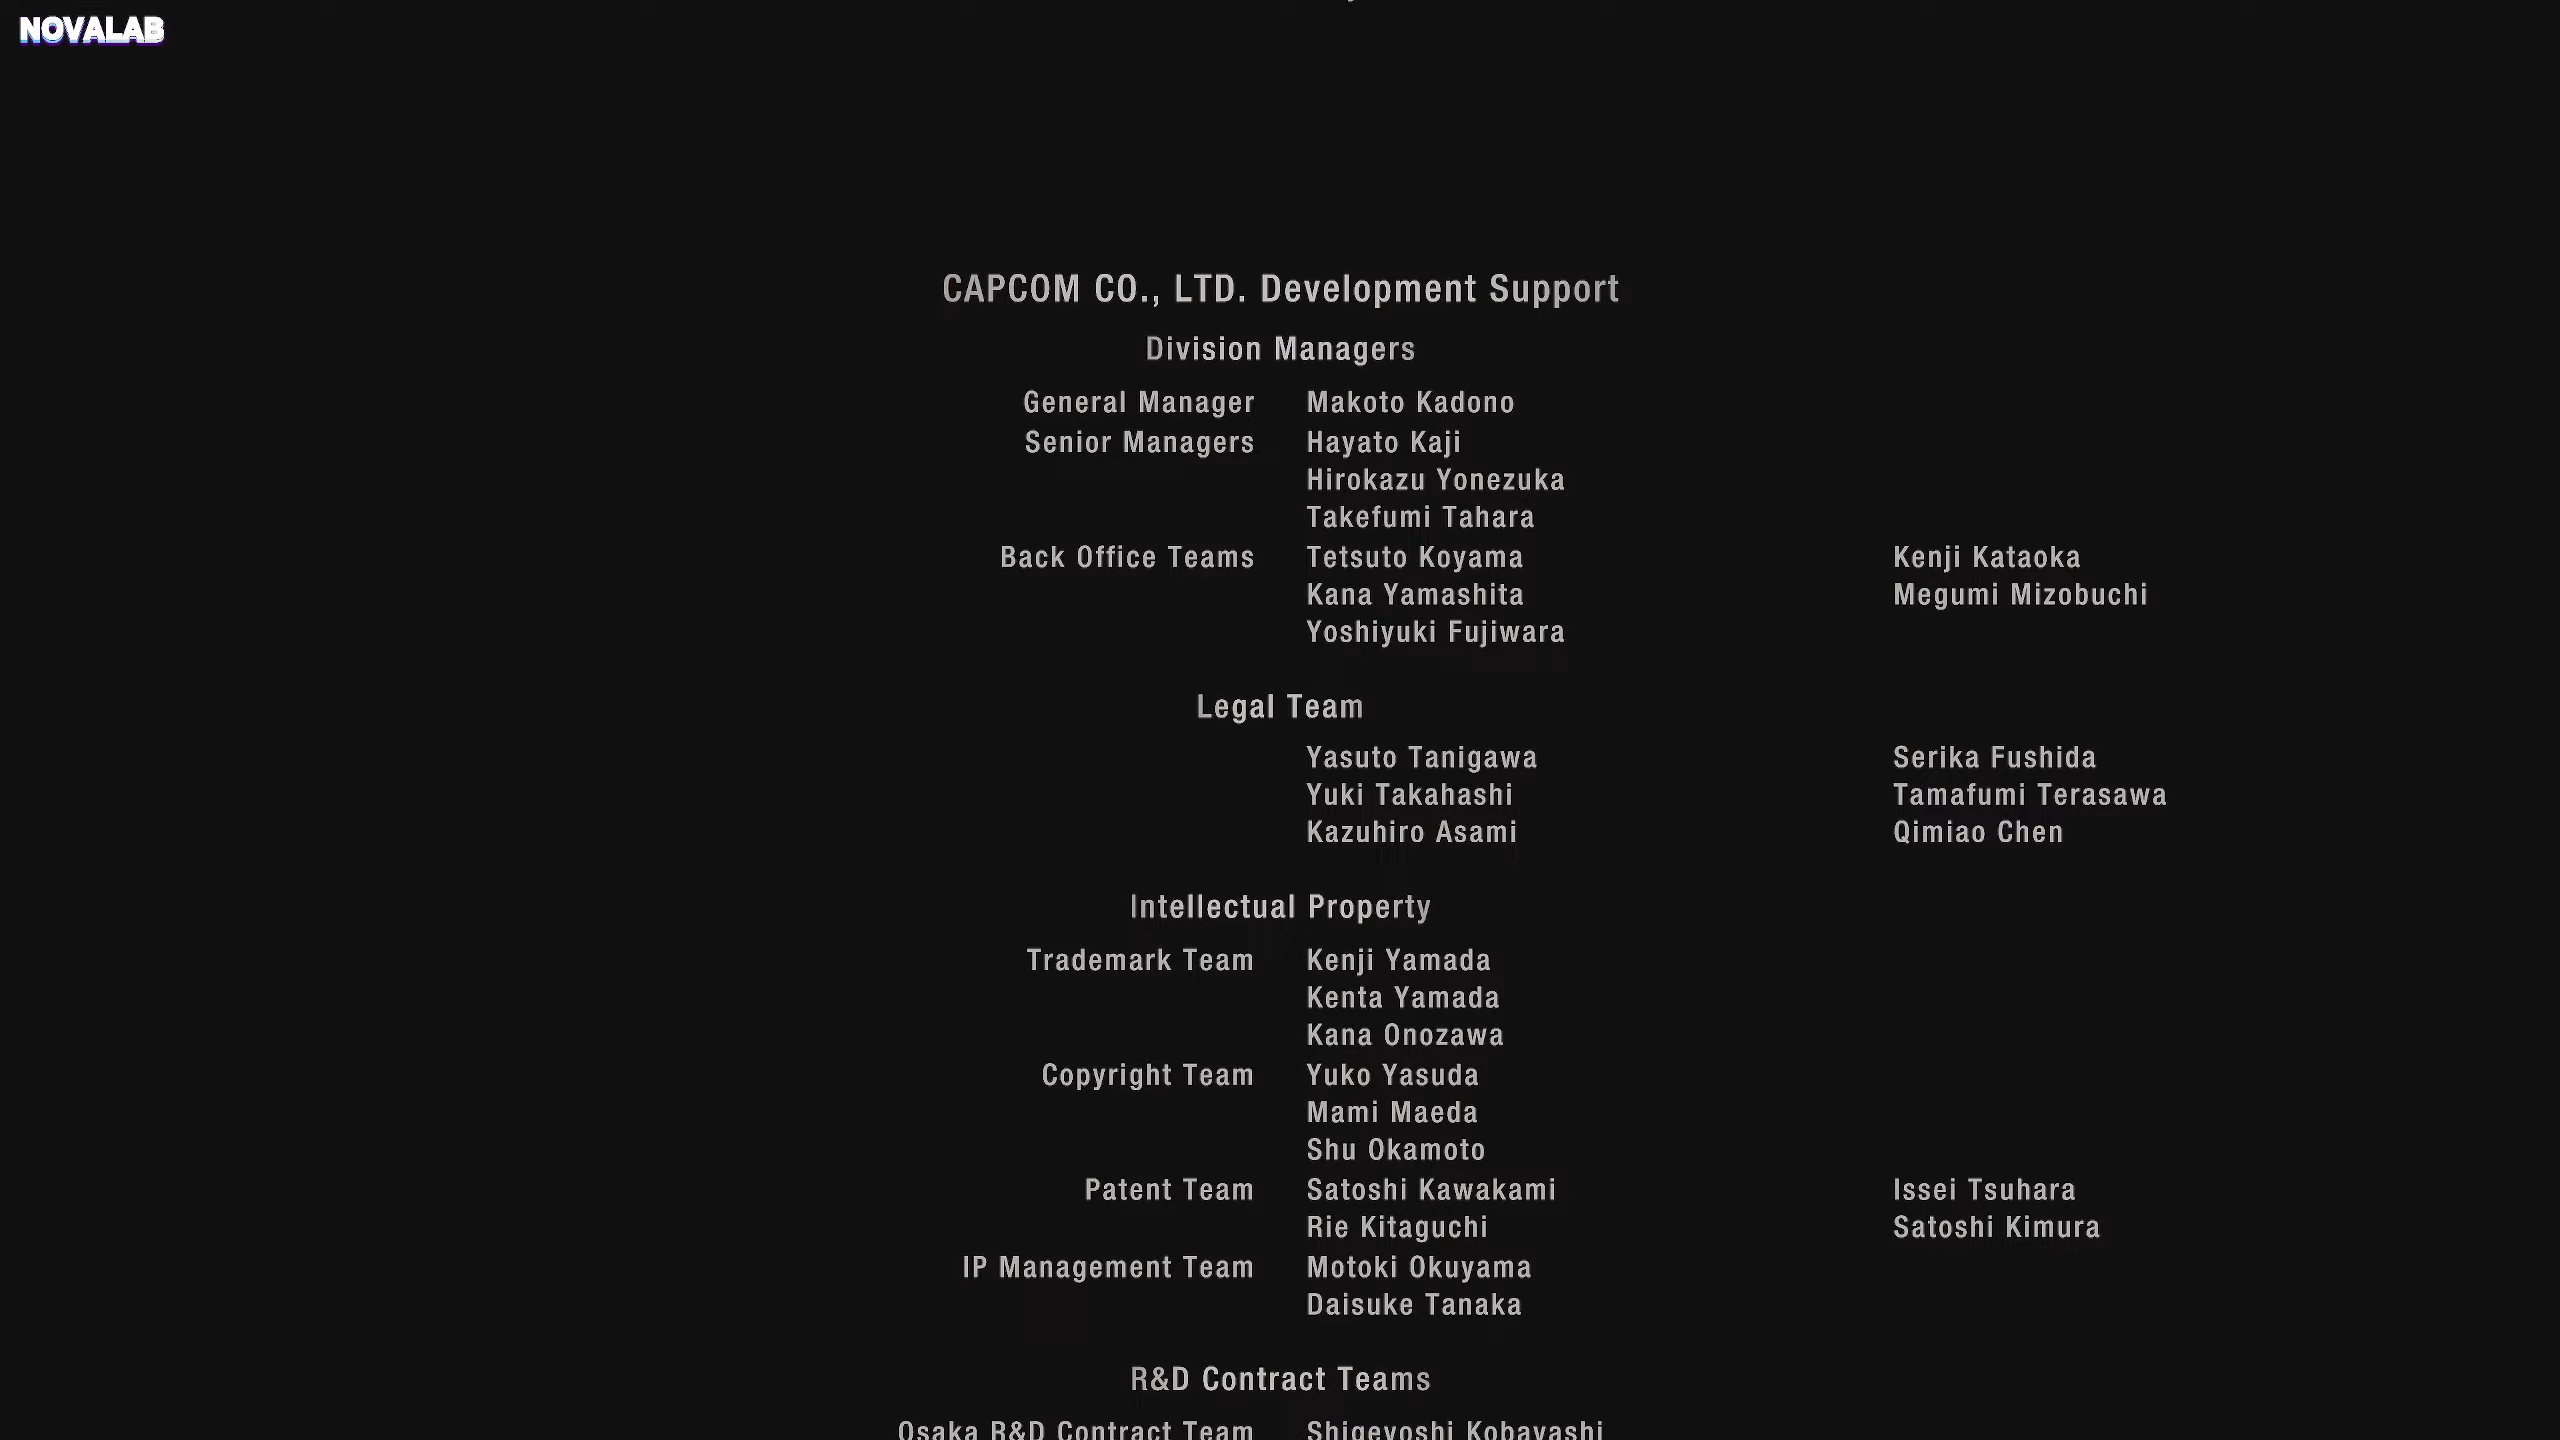 NOVALAB
CAPCOM CO., LTD. Development Support
Division Managers
General Manager Makoto Kadono
Senior Managers Hayato Kaji
Hirokazu Yonezuka
Takefumi Tahara
Back Office Teams Tetsuto Koyama Kenji Kataoka
Kana Yamashita Megumi Mizobuchi
Yoshiyuki Fujiwara
Legal Team
Yasuto Tanigawa Serika Fushida
Yuki Takahashi Tamafumi Terasawa
Kazuhiro Asami Qimiao Chen
Intellectual Property
Trademark Team Kenji Yamada
Kenta Yamada
Kana Onozawa
Copyright Team Yuko Yasuda
Mami Maeda
Shu Okamoto
Patent Team Satoshi Kawakami Issei Tsuhara
Rie Kitaguchi Satoshi Kimura
IP Management Team Motoki Okuyama
Daisuke Tanaka
R&D Contract Teams
Osaka R&D Contract Team Shigeyoshi Kobayashi